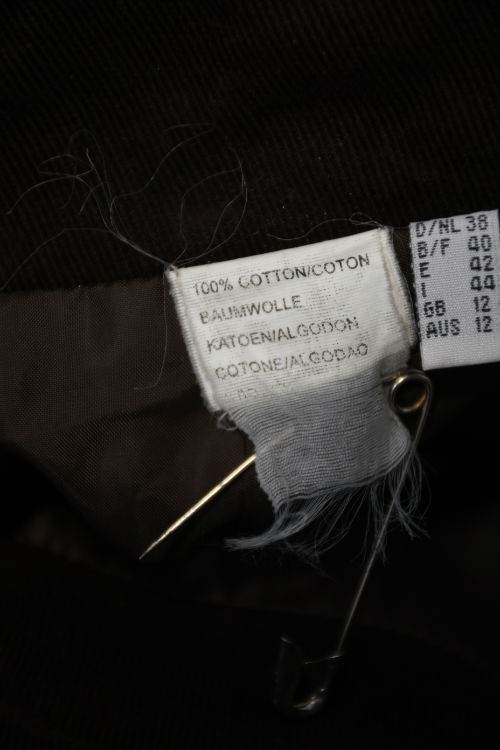 100% COTTON/COTON
BAUMWOLLE
KATOEN/ALGODON
COTONE/ALGODAO
D/NL 38
B/F 40
E 42
I 44
GB 12
AUS 12